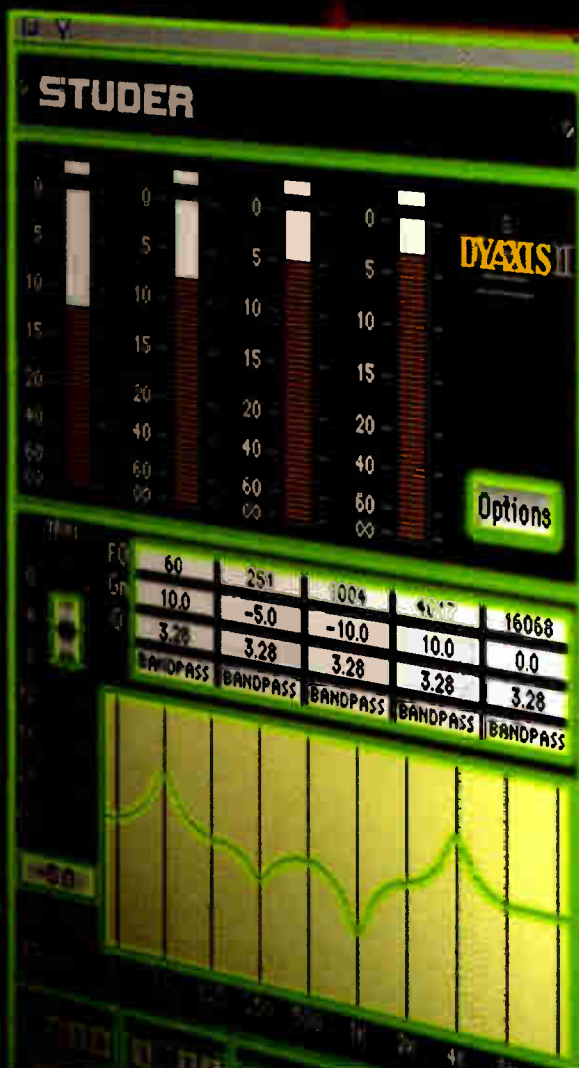 STUDER
DYAXIS II
0 0 0 0
5 5 5 5
10 10 10 10
15 15 15 15
20 20 20 20
40 40 40 40
60 60 60 60
∞ ∞ ∞ ∞
Options
60 251 1004 4017 16068
10.0 -5.0 -10.0 10.0 0.0
3.28 3.28 3.28 3.28 3.28
BANDPASS BANDPASS BANDPASS BANDPASS BANDPASS